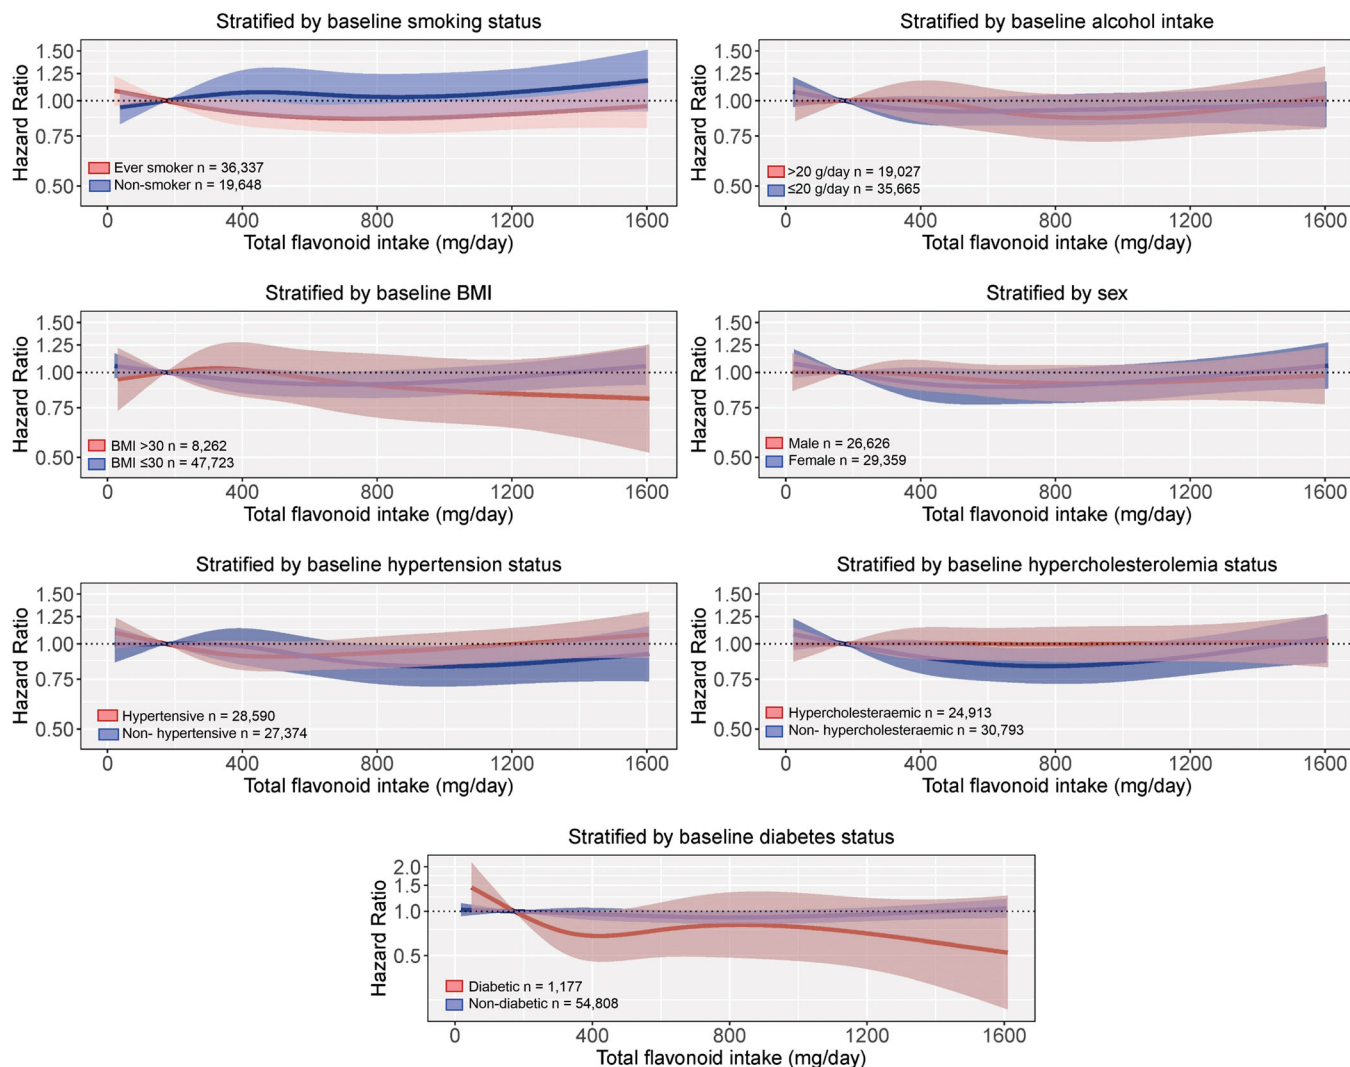 Stratified by baseline smoking status
Hazard Ratio
1.50
1.25
1.00
0.75
0.50
Ever smoker n = 36,337
Non-smoker n = 19,648
0 400 800 1200 1600
Total flavonoid intake (mg/day)
Stratified by baseline alcohol intake
Hazard Ratio
1.50
1.25
1.00
0.75
0.50
>20 g/day n = 19,027
≤20 g/day n = 35,665
0 400 800 1200 1600
Total flavonoid intake (mg/day)
Stratified by baseline BMI
Hazard Ratio
1.50
1.25
1.00
0.75
0.50
BMI >30 n = 8,262
BMI ≤30 n = 47,723
0 400 800 1200 1600
Total flavonoid intake (mg/day)
Stratified by sex
Hazard Ratio
1.50
1.25
1.00
0.75
0.50
Male n = 26,626
Female n = 29,359
0 400 800 1200 1600
Total flavonoid intake (mg/day)
Stratified by baseline hypertension status
Hazard Ratio
1.50
1.25
1.00
0.75
0.50
Hypertensive n = 28,590
Non- hypertensive n = 27,374
0 400 800 1200 1600
Total flavonoid intake (mg/day)
Stratified by baseline hypercholesterolemia status
Hazard Ratio
1.50
1.25
1.00
0.75
0.50
Hypercholesteraemic n = 24,913
Non- hypercholesteraemic n = 30,793
0 400 800 1200 1600
Total flavonoid intake (mg/day)
Stratified by baseline diabetes status
Hazard Ratio
2.0
1.5
1.0
0.5
Diabetic n = 1,177
Non-diabetic n = 54,808
0 400 800 1200 1600
Total flavonoid intake (mg/day)